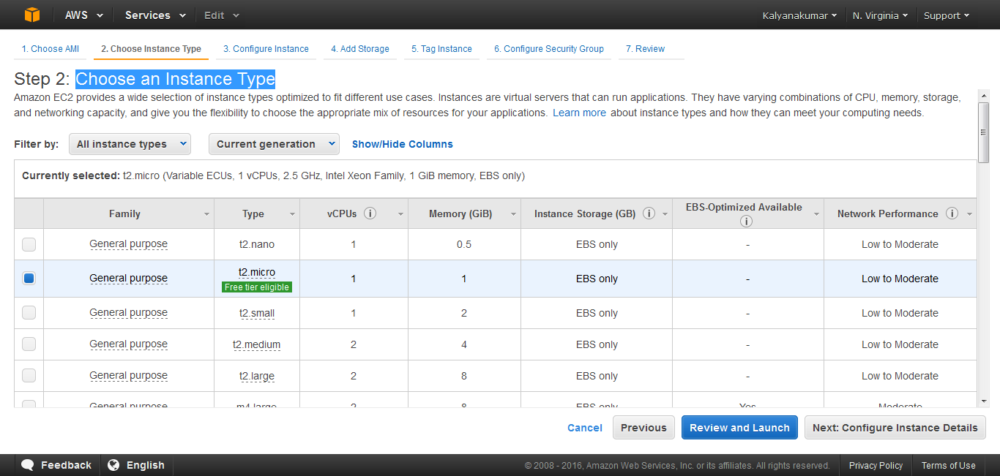 AWS Services Edit Kalyanakumar N. Virginia Support
1. Choose AMI 2. Choose Instance Type 3. Configure Instance 4. Add Storage 5. Tag Instance 6. Configure Security Group 7. Review
Step 2: Choose an Instance Type
Amazon EC2 provides a wide selection of instance types optimized to fit different use cases. Instances are virtual servers that can run applications. They have varying combinations of CPU, memory, storage,
and networking capacity, and give you the flexibility to choose the appropriate mix of resources for your applications. Learn more about instance types and how they can meet your computing needs.
Filter by: All instance types Current generation Show/Hide Columns
Currently selected: t2.micro (Variable ECUs, 1 vCPUs, 2.5 GHz, Intel Xeon Family, 1 GiB memory, EBS only)
Family Type vCPUs i Memory (GiB) Instance Storage (GB) i EBS-Optimized Available i Network Performance i
General purpose t2.nano 1 0.5 EBS only - Low to Moderate
General purpose t2.micro 1 1 EBS only - Low to Moderate
Free tier eligible
General purpose t2.small 1 2 EBS only - Low to Moderate
General purpose t2.medium 2 4 EBS only - Low to Moderate
General purpose t2.large 2 8 EBS only - Low to Moderate
General purpose m4.large 2 8 EBS only Yes Moderate
Cancel Previous Review and Launch Next: Configure Instance Details
Feedback English © 2008 - 2016, Amazon Web Services, Inc. or its affiliates. All rights reserved. Privacy Policy Terms of Use